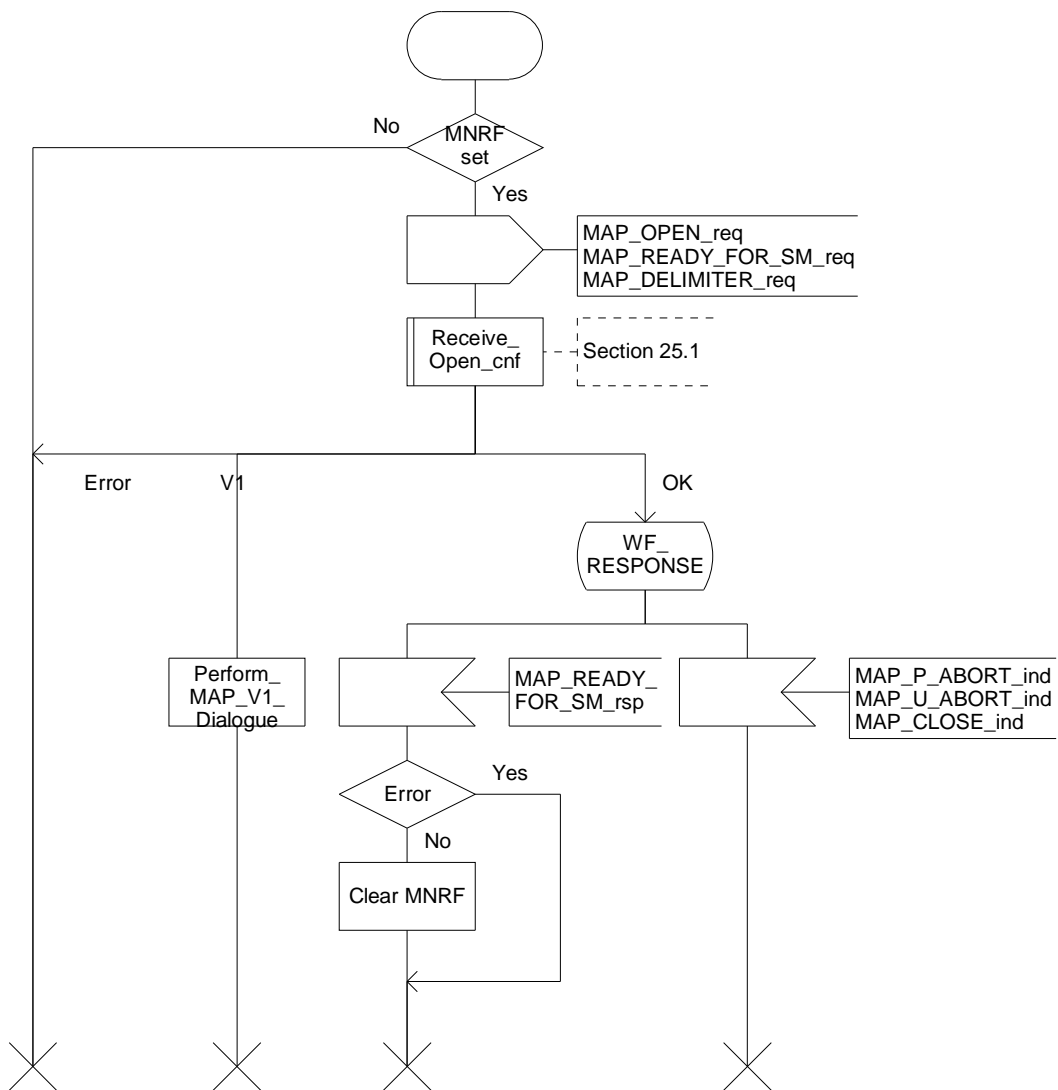 No
MNRF
set
Yes
MAP_OPEN_req
MAP_READY_FOR_SM_req
MAP_DELIMITER_req
Receive_
Open_cnf
Section 25.1
Error
V1
OK
WF_
RESPONSE
Perform_
MAP_V1_
Dialogue
MAP_READY_
FOR_SM_rsp
MAP_P_ABORT_ind
MAP_U_ABORT_ind
MAP_CLOSE_ind
Error
Yes
No
Clear MNRF